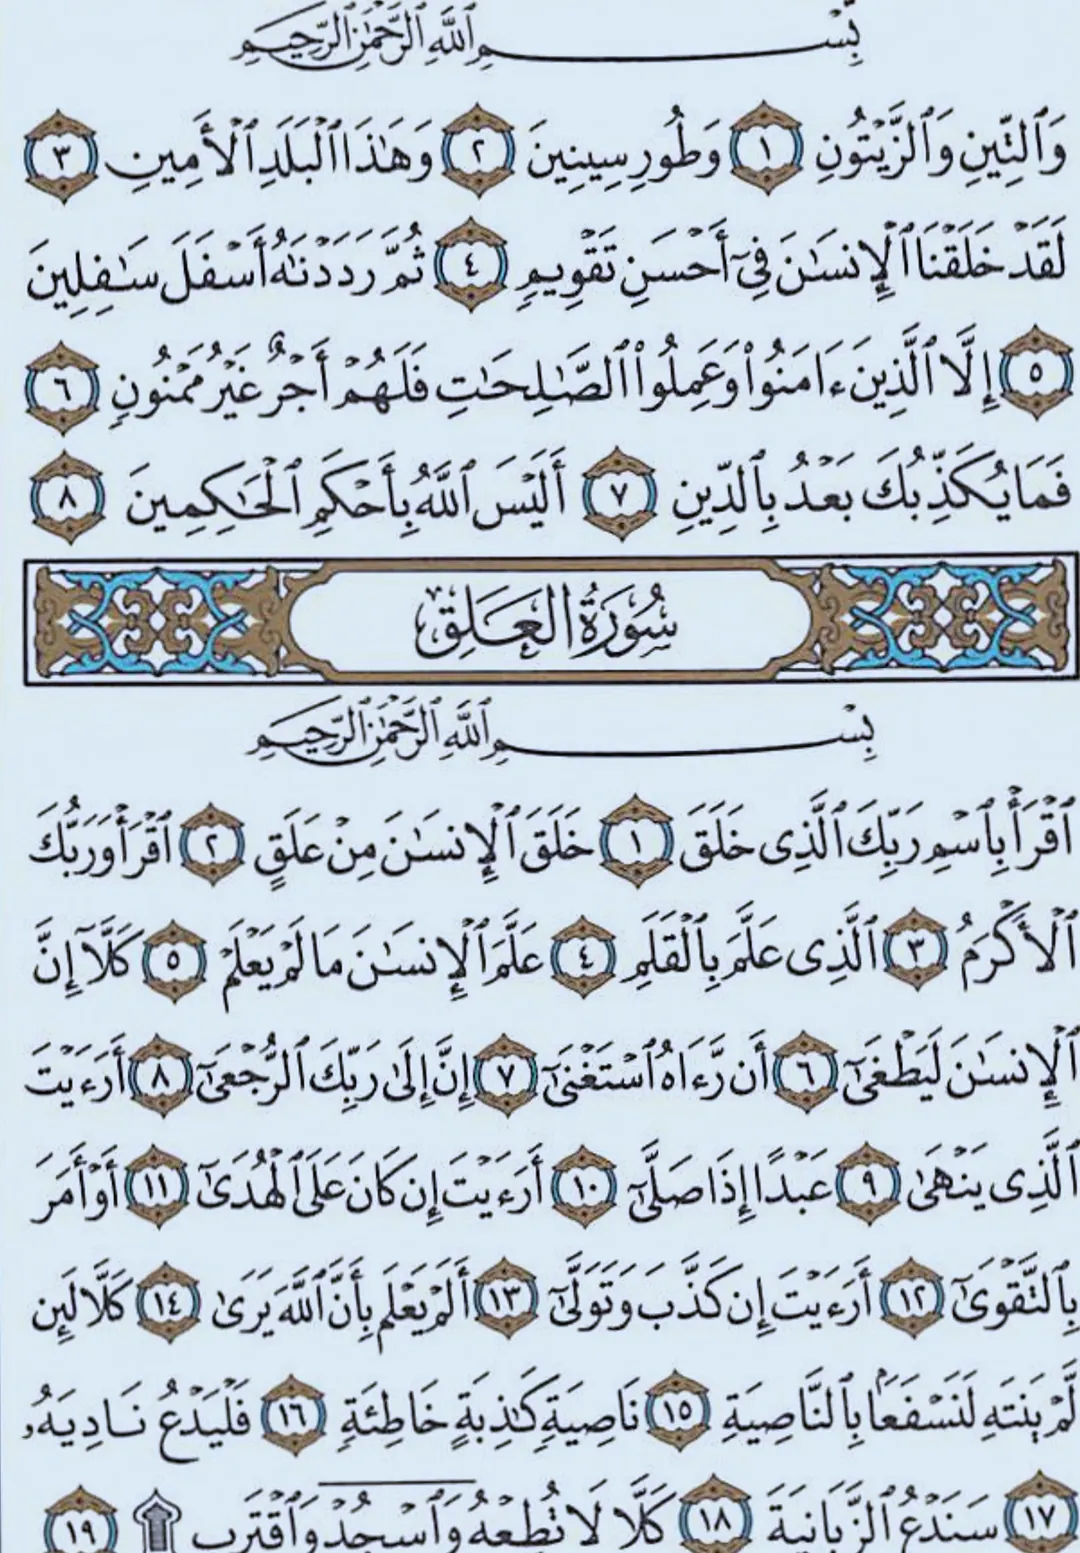 بِسْمِ ٱللَّهِ ٱلرَّحْمَٰنِ ٱلرَّحِيمِ
وَٱلتِّينِ وَٱلزَّيْتُونِ ١ وَطُورِ سِينِينَ ٢ وَهَٰذَا ٱلْبَلَدِ ٱلْأَمِينِ ٣
لَقَدْ خَلَقْنَا ٱلْإِنسَٰنَ فِىٓ أَحْسَنِ تَقْوِيمٍ ٤ ثُمَّ رَدَدْنَٰهُ أَسْفَلَ سَٰفِلِينَ
٥ إِلَّا ٱلَّذِينَ ءَامَنُوا۟ وَعَمِلُوا۟ ٱلصَّٰلِحَٰتِ فَلَهُمْ أَجْرٌ غَيْرُ مَمْنُونٍ ٦
فَمَا يُكَذِّبُكَ بَعْدُ بِٱلدِّينِ ٧ أَلَيْسَ ٱللَّهُ بِأَحْكَمِ ٱلْحَٰكِمِينَ ٨
سُورَةُ العَلَقِ
بِسْمِ ٱللَّهِ ٱلرَّحْمَٰنِ ٱلرَّحِيمِ
ٱقْرَأْ بِٱسْمِ رَبِّكَ ٱلَّذِى خَلَقَ ١ خَلَقَ ٱلْإِنسَٰنَ مِنْ عَلَقٍ ٢ ٱقْرَأْ وَرَبُّكَ
ٱلْأَكْرَمُ ٣ ٱلَّذِى عَلَّمَ بِٱلْقَلَمِ ٤ عَلَّمَ ٱلْإِنسَٰنَ مَا لَمْ يَعْلَمْ ٥ كَلَّآ إِنَّ
ٱلْإِنسَٰنَ لَيَطْغَىٰٓ ٦ أَن رَّءَاهُ ٱسْتَغْنَىٰٓ ٧ إِنَّ إِلَىٰ رَبِّكَ ٱلرُّجْعَىٰٓ ٨ أَرَءَيْتَ
ٱلَّذِى يَنْهَىٰ ٩ عَبْدًا إِذَا صَلَّىٰٓ ١٠ أَرَءَيْتَ إِن كَانَ عَلَى ٱلْهُدَىٰٓ ١١ أَوْ أَمَرَ
بِٱلتَّقْوَىٰٓ ١٢ أَرَءَيْتَ إِن كَذَّبَ وَتَوَلَّىٰٓ ١٣ أَلَمْ يَعْلَم بِأَنَّ ٱللَّهَ يَرَىٰ ١٤ كَلَّا لَئِن
لَّمْ يَنتَهِ لَنَسْفَعًۢا بِٱلنَّاصِيَةِ ١٥ نَاصِيَةٍ كَٰذِبَةٍ خَاطِئَةٍ ١٦ فَلْيَدْعُ نَادِيَهُۥ
١٧ سَنَدْعُ ٱلزَّبَانِيَةَ ١٨ كَلَّا لَا تُطِعْهُ وَٱسْجُدْ وَٱقْتَرِب ۩ ١٩